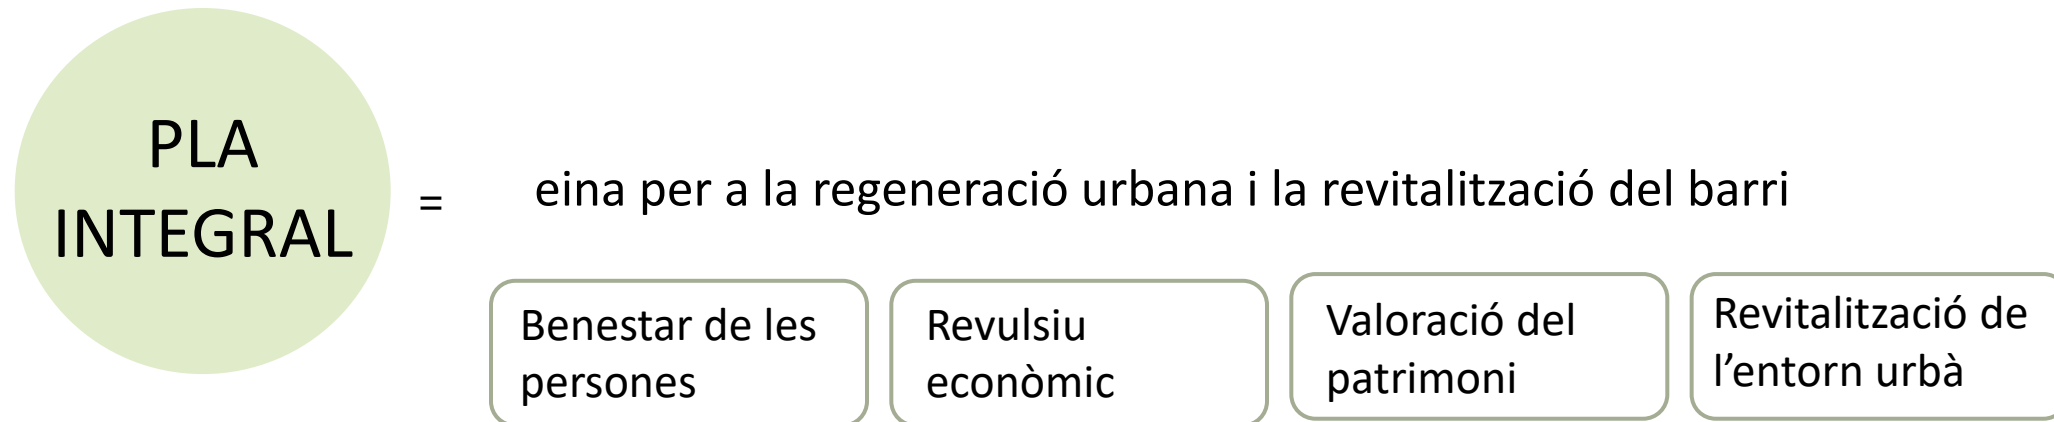 PLA
INTEGRAL
=
eina per a la regeneració urbana i la revitalització del barri
Benestar de les
persones
Revulsiu
econòmic
Valoració del
patrimoni
Revitalització de
l’entorn urbà